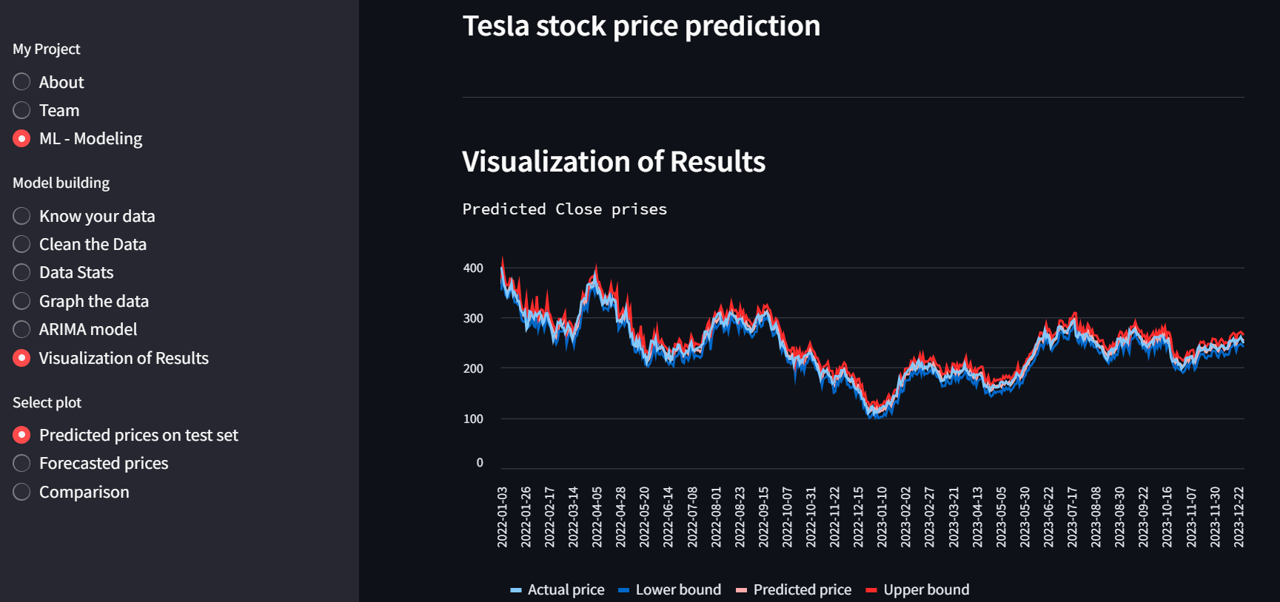 My Project
About
Team
ML - Modeling
Model building
Know your data
Clean the Data
Data Stats
Graph the data
ARIMA model
Visualization of Results
Select plot
Predicted prices on test set
Forecasted prices
Comparison
Tesla stock price prediction
Visualization of Results
Predicted Close prises
400
300
200
100
0
2022-01-03
2022-01-26
2022-02-17
2022-03-14
2022-04-05
2022-04-28
2022-05-20
2022-06-14
2022-07-08
2022-08-01
2022-08-23
2022-09-15
2022-10-07
2022-10-31
2022-11-22
2022-12-15
2023-01-10
2023-02-02
2023-02-27
2023-03-21
2023-04-13
2023-05-05
2023-05-30
2023-06-22
2023-07-17
2023-08-08
2023-08-30
2023-09-22
2023-10-16
2023-11-07
2023-11-30
2023-12-22
Actual price Lower bound Predicted price Upper bound